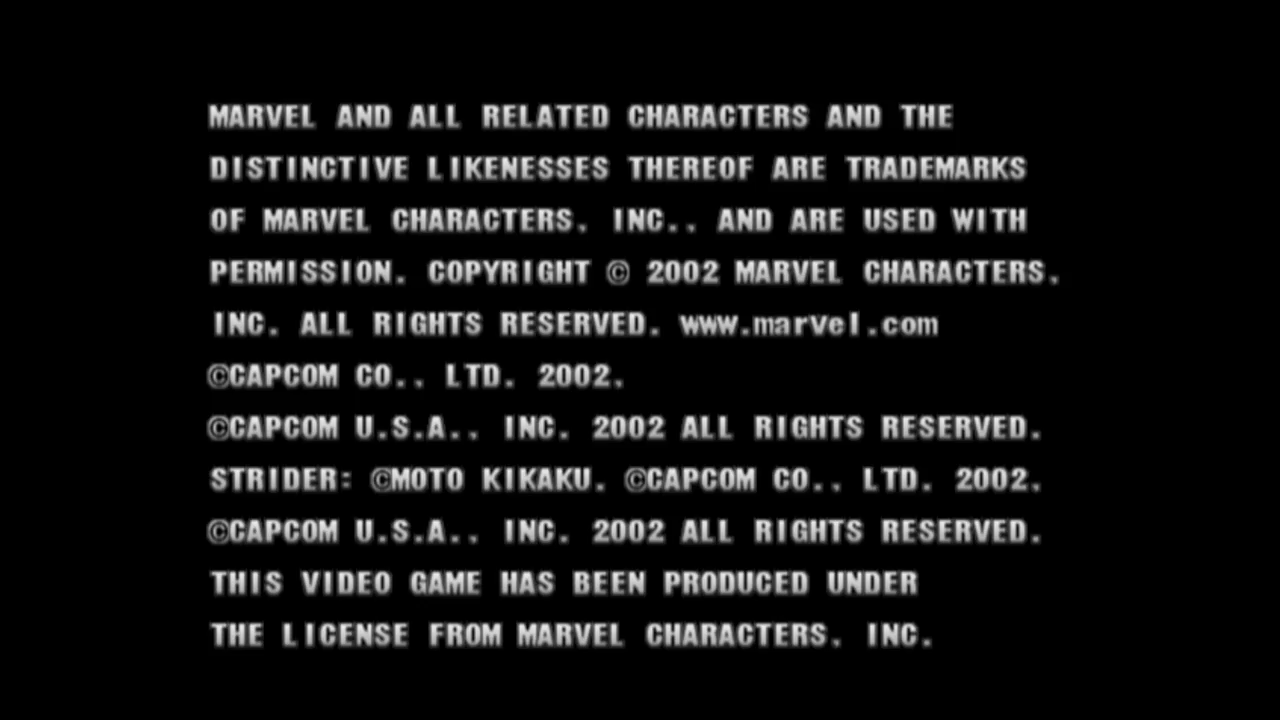 MARVEL AND ALL RELATED CHARACTERS AND THE
DISTINCTIVE LIKENESSES THEREOF ARE TRADEMARKS
OF MARVEL CHARACTERS, INC., AND ARE USED WITH
PERMISSION. COPYRIGHT © 2002 MARVEL CHARACTERS,
INC. ALL RIGHTS RESERVED. www.marvel.com
©CAPCOM CO., LTD. 2002,
©CAPCOM U.S.A., INC. 2002 ALL RIGHTS RESERVED.
STRIDER: ©MOTO KIKAKU. ©CAPCOM CO., LTD. 2002,
©CAPCOM U.S.A., INC. 2002 ALL RIGHTS RESERVED.
THIS VIDEO GAME HAS BEEN PRODUCED UNDER
THE LICENSE FROM MARVEL CHARACTERS, INC.